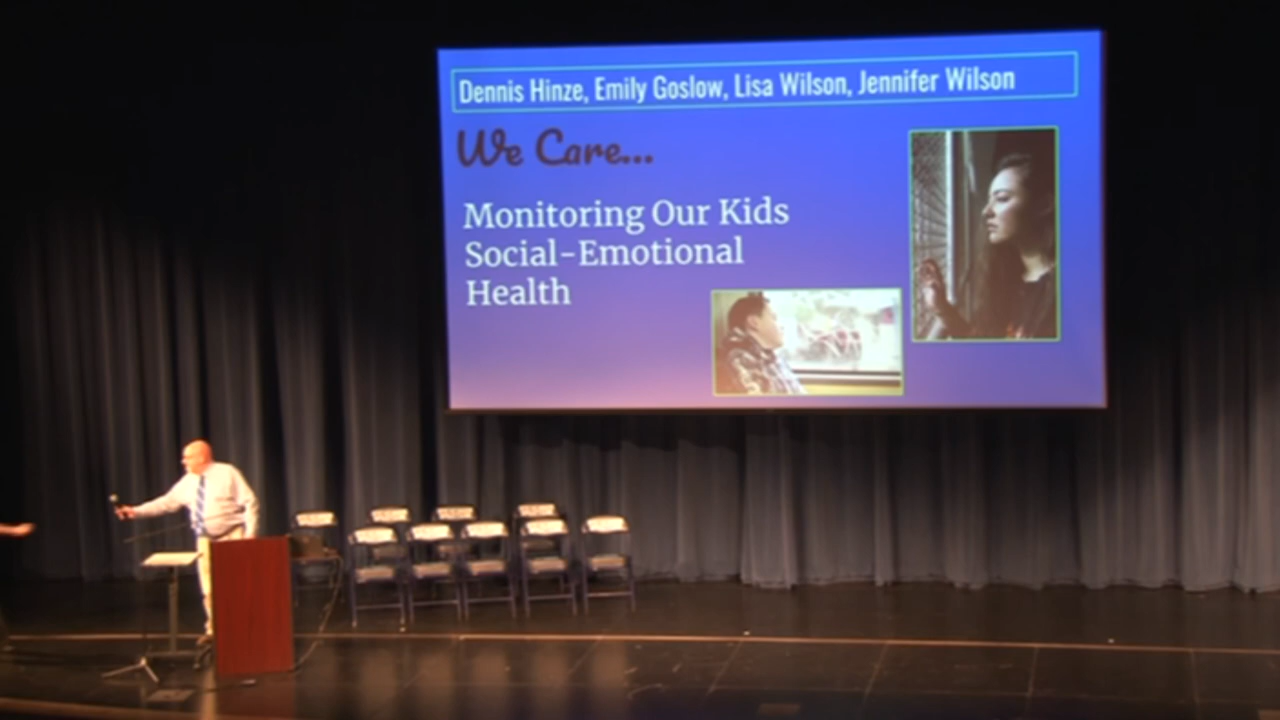 Dennis Hinze, Emily Goslow, Lisa Wilson, Jennifer Wilson
We Care...
Monitoring Our Kids
Social-Emotional
Health